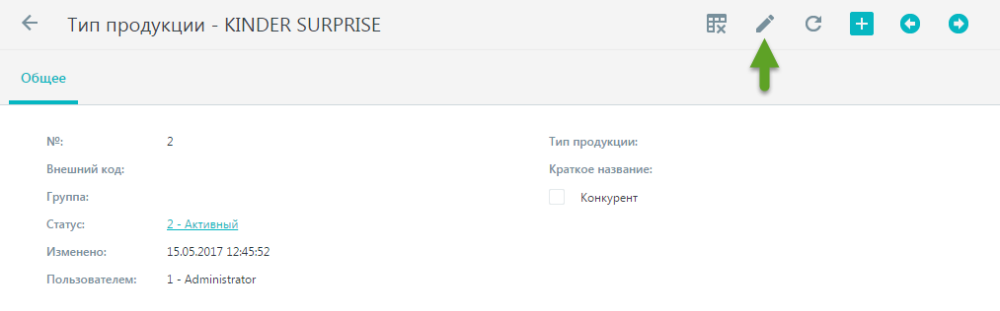 Тип продукции - KINDER SURPRISE
Общее
№: 2
Внешний код:
Группа:
Статус: 2 - Активный
Изменено: 15.05.2017 12:45:52
Пользователем: 1 - Administrator
Тип продукции:
Краткое название:
Конкурент